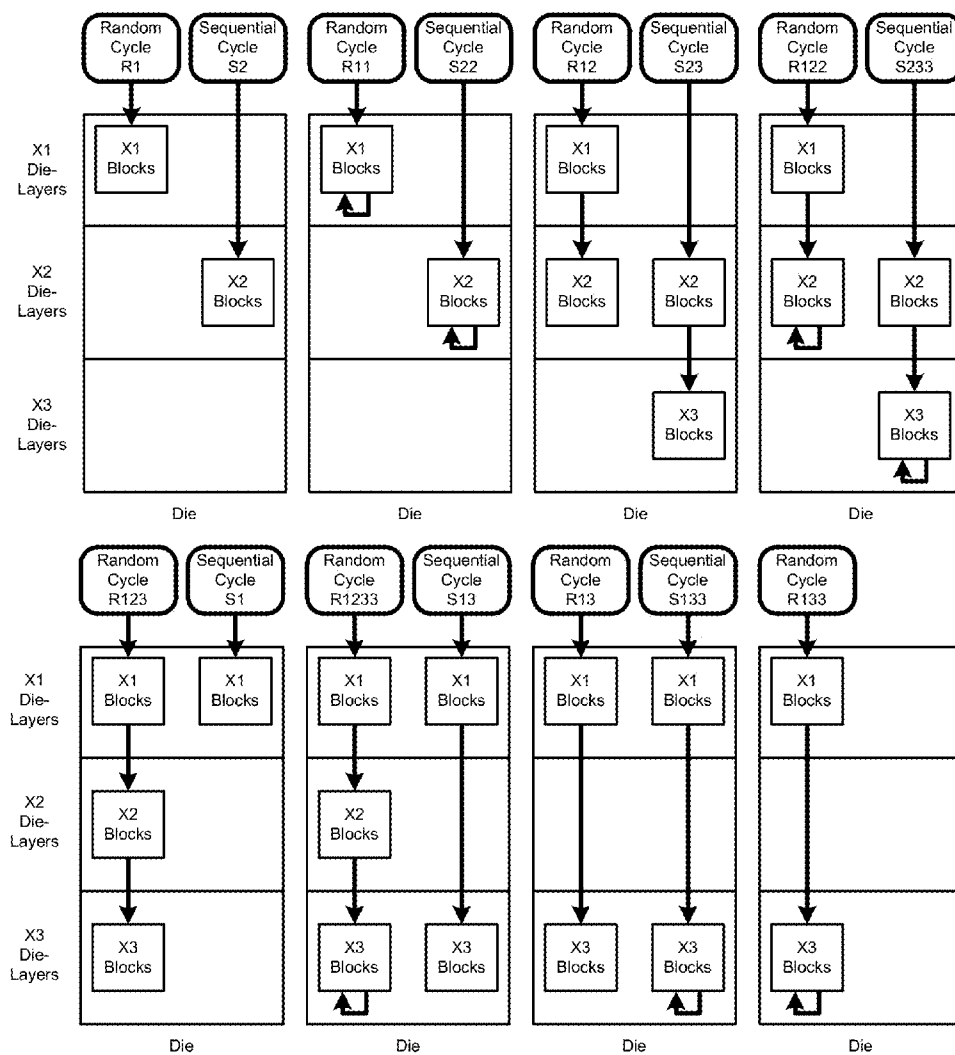 Random
Cycle
R1
Sequential
Cycle
S2
Random
Cycle
R11
Sequential
Cycle
S22
Random
Cycle
R12
Sequential
Cycle
S23
Random
Cycle
R122
Sequential
Cycle
S233
X1
Die-
Layers
X1
Blocks
X1
Blocks
X1
Blocks
X1
Blocks
X2
Die-
Layers
X2
Blocks
X2
Blocks
X2
Blocks
X2
Blocks
X2
Blocks
X2
Blocks
X3
Die-
Layers
X3
Blocks
X3
Blocks
Die
Die
Die
Die
Random
Cycle
R123
Sequential
Cycle
S1
Random
Cycle
R1233
Sequential
Cycle
S13
Random
Cycle
R13
Sequential
Cycle
S133
Random
Cycle
R133
X1
Die-
Layers
X1
Blocks
X1
Blocks
X1
Blocks
X1
Blocks
X1
Blocks
X1
Blocks
X1
Blocks
X2
Die-
Layers
X2
Blocks
X2
Blocks
X3
Die-
Layers
X3
Blocks
X3
Blocks
X3
Blocks
X3
Blocks
X3
Blocks
X3
Blocks
Die
Die
Die
Die